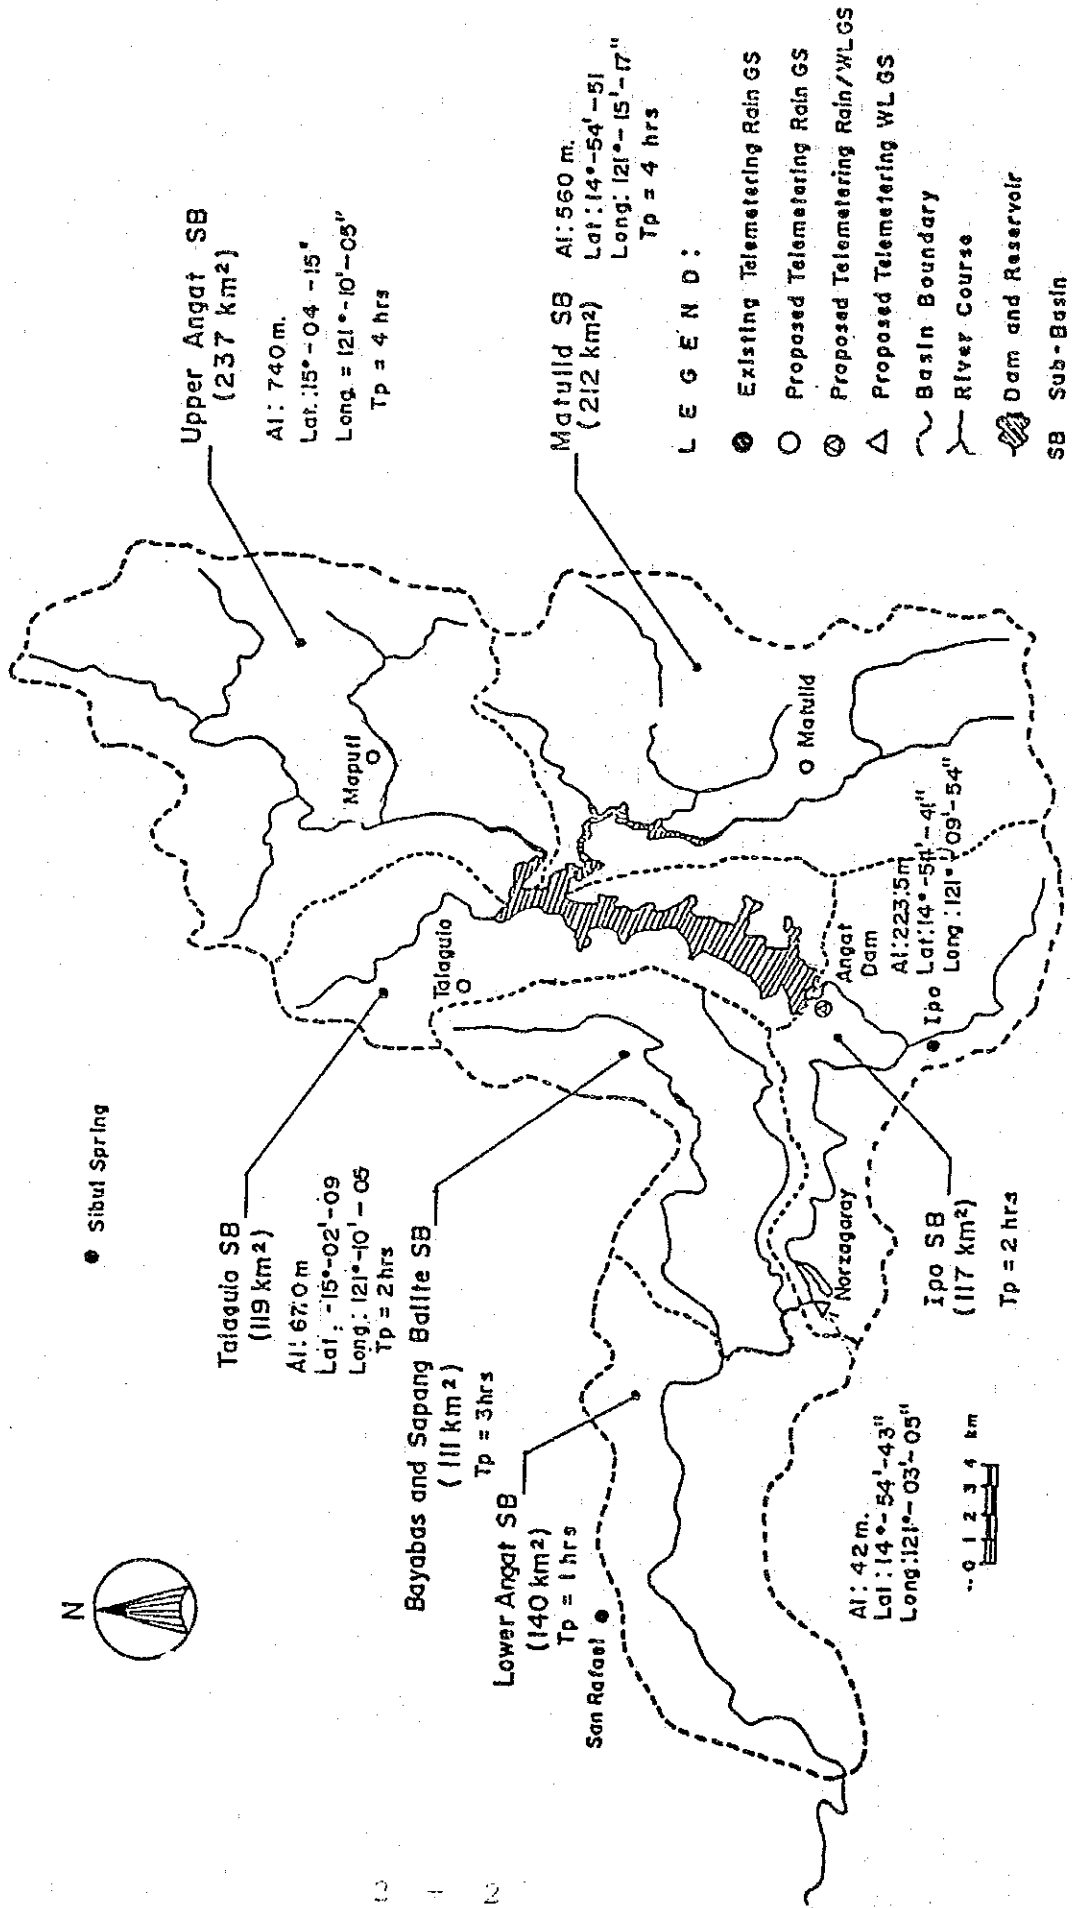 N
Sibul Spring
Upper Angat SB
(237 km²)
Al: 740 m.
Lat.:15°-04'-15"
Long = 121°-10'-05"
Tp = 4 hrs
Talaguio SB
(119 km²)
Al: 670 m
Lat: -15°-02'-09
Long: 121°-10'-05
Tp = 2hrs
Bayabas and Sapang Balite SB
(111 km²)
Tp = 3hrs
Lower Angat SB
(140 km²)
Tp = 1 hrs
San Rafael
Maputi
Talaguio
Matulid SB
(212 km²)
Al: 560 m.
Lat: 14°-54'-51
Long: 121°-15'-17"
Tp = 4 hrs
Matulid
Angat
Dam
Al: 223.5m
Lat: 14°-54'-41"
Long: 121°-09'-54"
Ipo
Norzagaray
Ipo SB
(117 km²)
Tp = 2 hrs
Al: 42 m.
Lat: 14°-54'-43"
Long: 121°-03'-05"
0 1 2 3 4 km
LEGEND:
Existing Telemetering Rain GS
Proposed Telemetering Rain GS
Proposed Telemetering Rain/WLGS
Proposed Telemetering WL GS
Basin Boundary
River Course
Dam and Reservoir
SB Sub-Basin
2 - 2